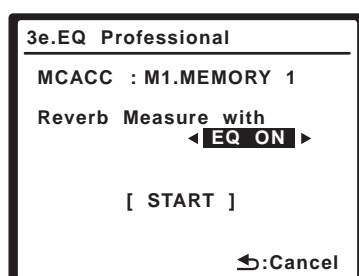 3e.EQ Professional
MCACC : M1.MEMORY 1
Reverb Measure with
EQ ON
[ START ]
:Cancel